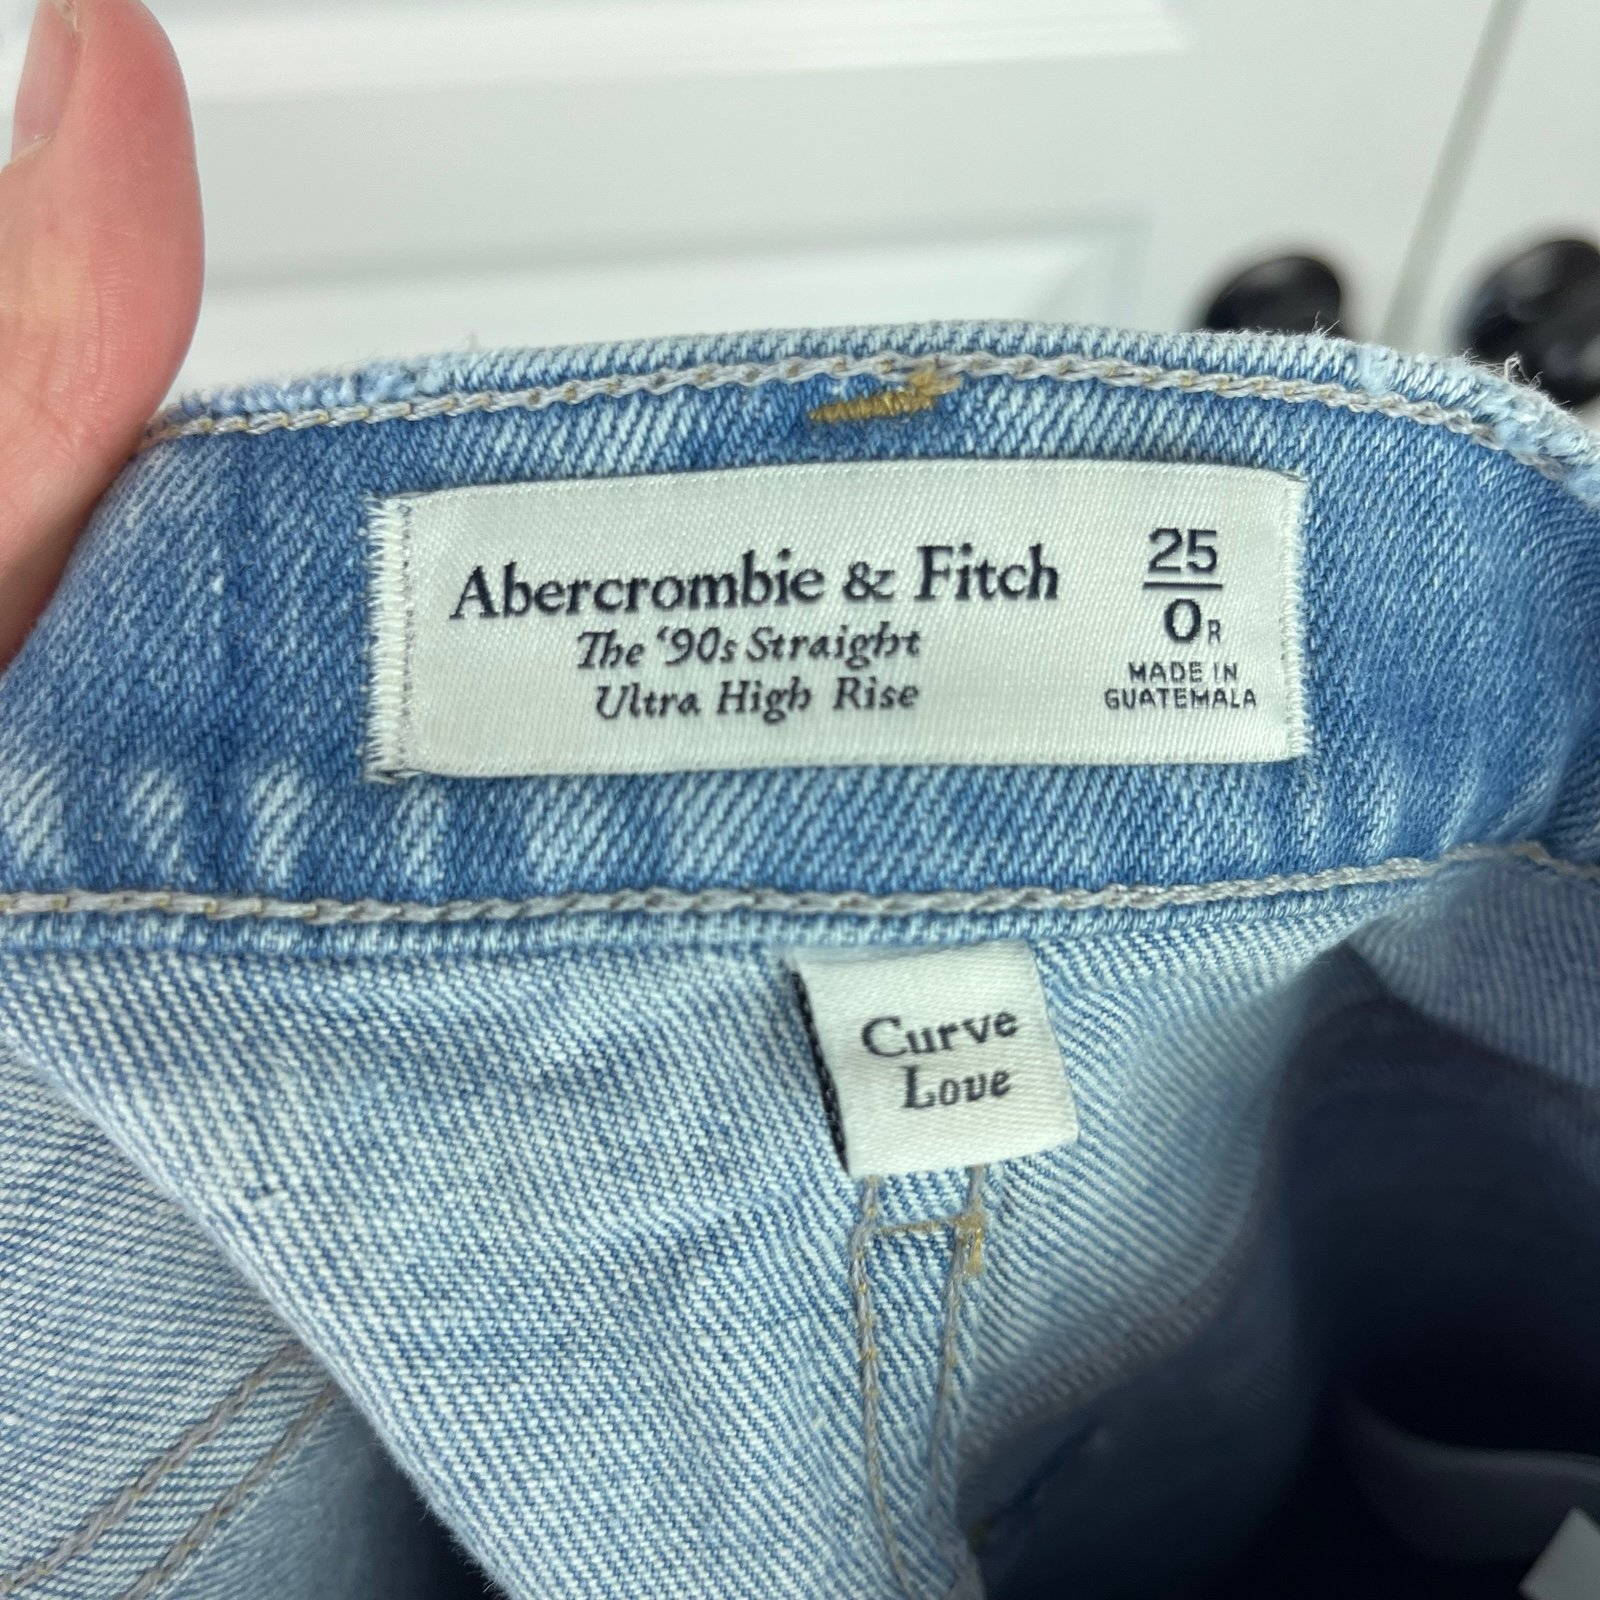 Abercrombie & Fitch
The '90s Straight
Ultra High Rise
25
0R
MADE IN
GUATEMALA
Curve
Love